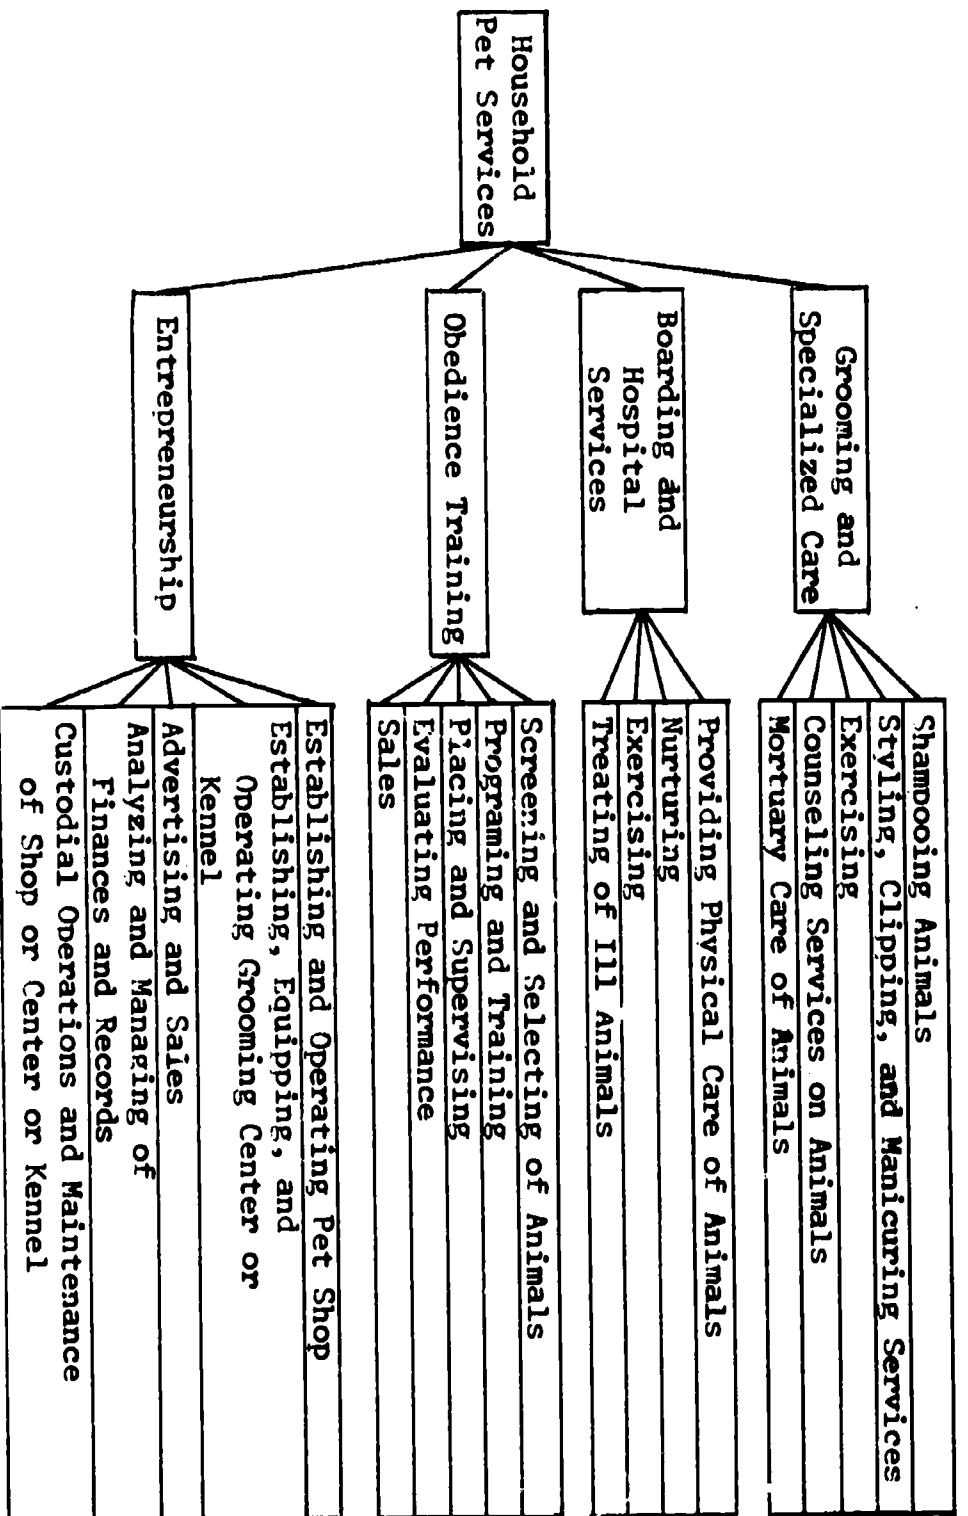 Household
Pet Services
Grooming and
Specialized Care
Shampooing Animals
Styling, Clipping, and Manicuring Services
Exercising
Counseling Services on Animals
Mortuary Care of Animals
Boarding and
Hospital
Services
Providing Physical Care of Animals
Nurturing
Exercising
Treating of Ill Animals
Obedience Training
Screening and Selecting of Animals
Programing and Training
Placing and Supervising
Evaluating Performance
Sales
Entrepreneurship
Establishing and Operating Pet Shop
Establishing, Equipping, and
Operating Grooming Center or
Kennel
Advertising and Sales
Analyzing and Managing of
Finances and Records
Custodial Operations and Maintenance
of Shop or Center or Kennel